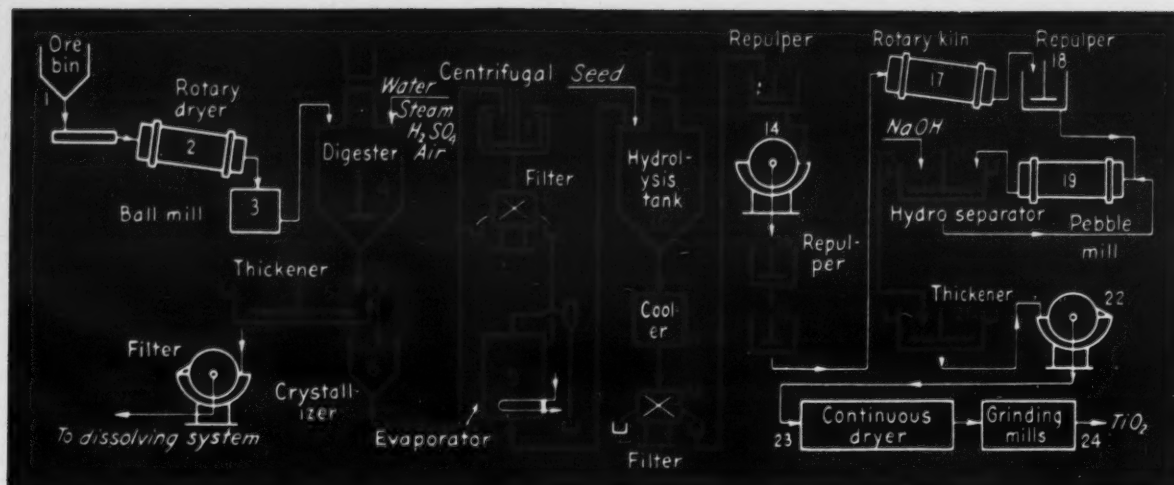 Ore
bin
1
Rotary
dryer
2
Ball mill
3
Water
Steam
H₂SO₄
Air
Digester
4
Thickener
Filter
To dissolving system
Crystall-
izer
Centrifugal
Filter
Evaporator
Seed
Hydrol-
ysis
tank
Cool-
er
Filter
Repulper
14
Repul-
per
Rotary kiln
17
Repulper
18
NaOH
19
Hydro separator
Pebble
mill
Thickener
22
23
Continuous
dryer
Grinding
mills
24
TiO₂